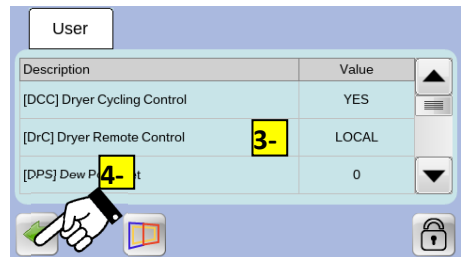 User
Description Value
[DCC] Dryer Cycling Control YES
[DrC] Dryer Remote Control 3- LOCAL
[DPS] Dew 4- 0